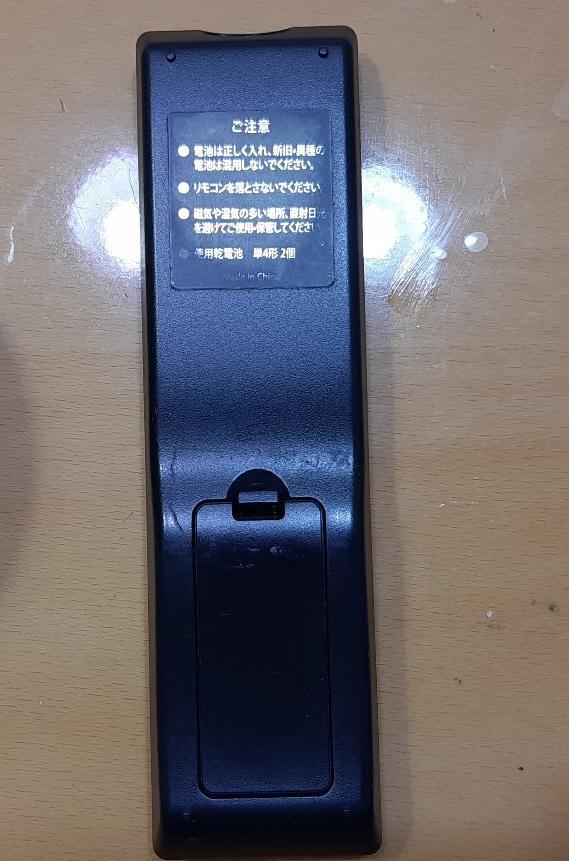 ご注意
● 電池は正しく入れ、新旧・異種の
電池は混用しないでください。
● リモコンを落とさないでください
● 磁気や湿気の多い場所、直射日光
を避けてご使用・保管してください
● 使用乾電池 単4形 2個
Made in China